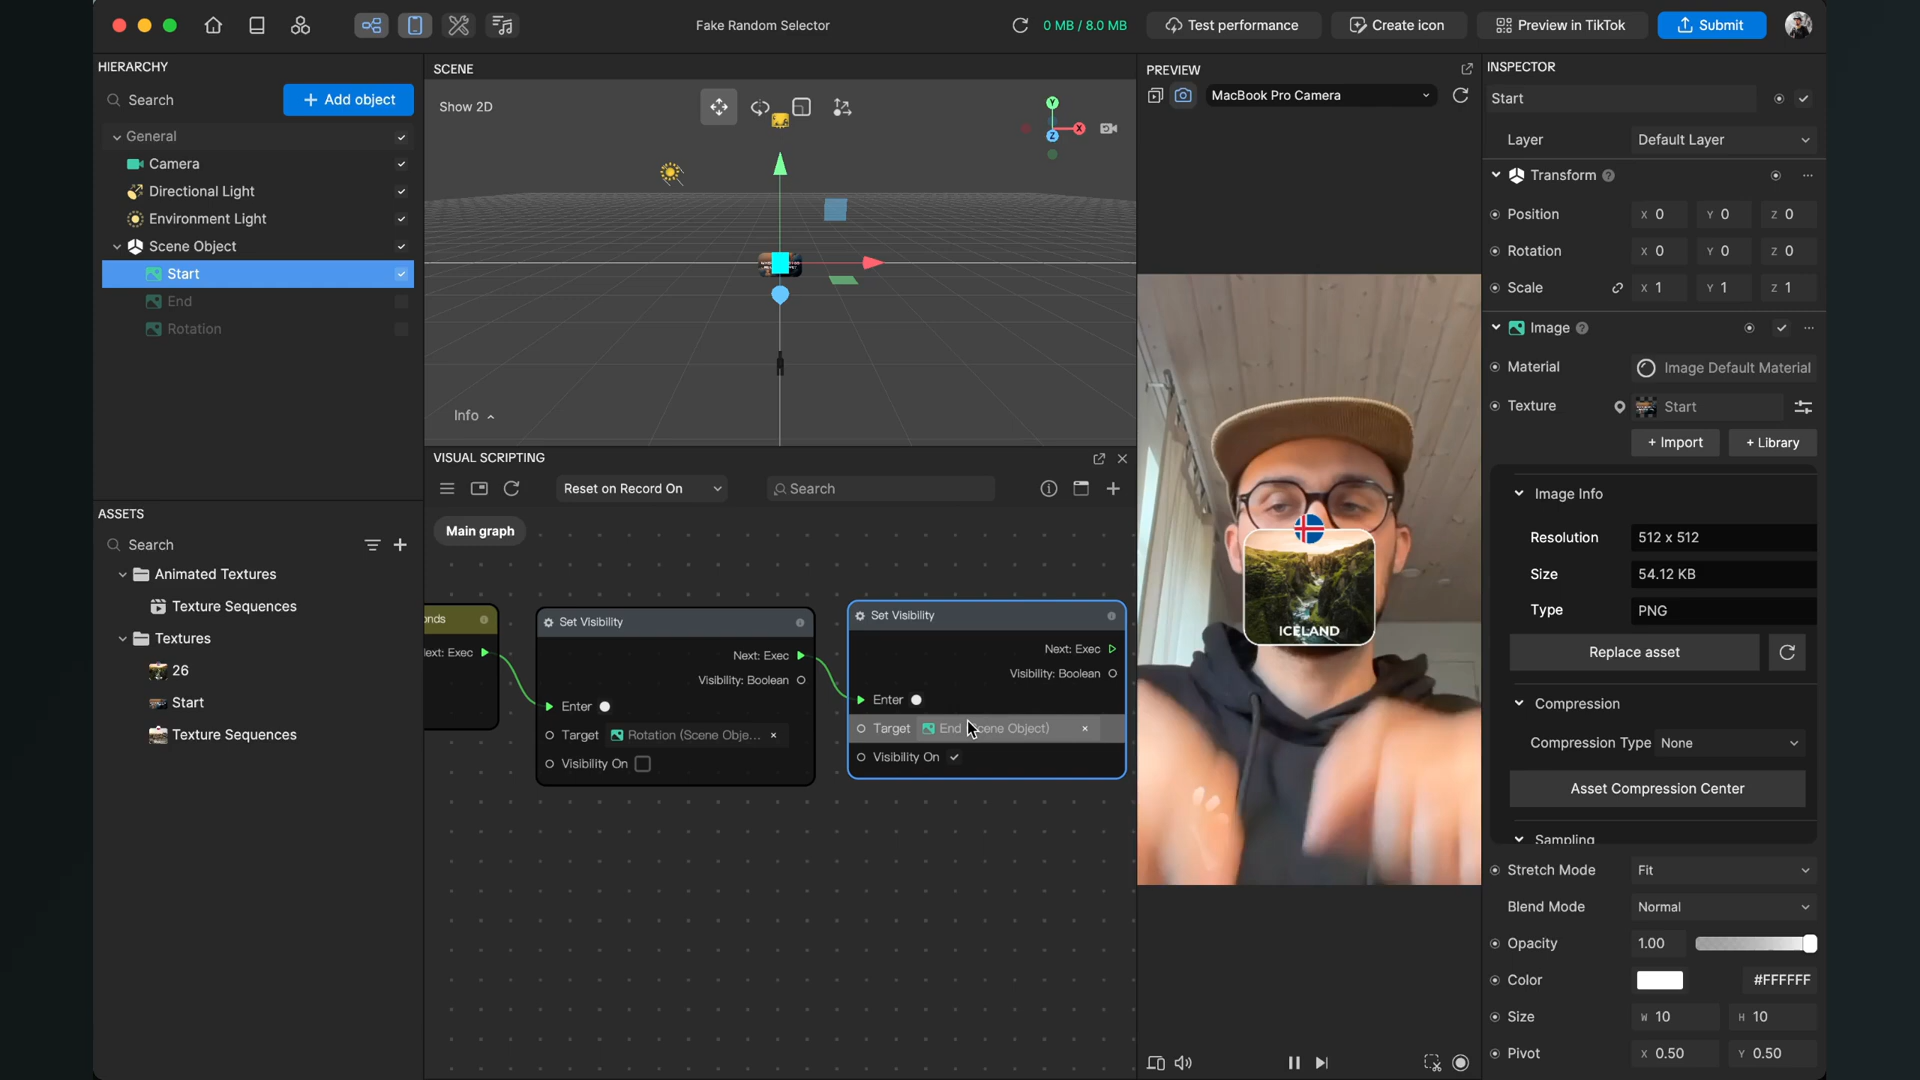 Fake Random Selector
0 MB / 8.0 MB
Test performance
Create icon
Preview in TikTok
Submit
HIERARCHY
Search
Add object
General
Camera
Directional Light
Environment Light
Scene Object
Start
End
Rotation
ASSETS
Search
Animated Textures
Texture Sequences
Textures
26
Start
Texture Sequences
SCENE
Show 2D
Y
X
Z
Info
VISUAL SCRIPTING
Reset on Record On
Search
Main graph
onds
Next: Exec
Set Visibility
Next: Exec
Visibility: Boolean
Enter
Target
Rotation (Scene Obje...
Visibility On
Set Visibility
Next: Exec
Visibility: Boolean
Enter
Target
End (Scene Object)
Visibility On
PREVIEW
MacBook Pro Camera
ICELAND
INSPECTOR
Start
Layer
Default Layer
Transform
Position
X 0
Y 0
Z 0
Rotation
X 0
Y 0
Z 0
Scale
X 1
Y 1
Z 1
Image
Material
Image Default Material
Texture
Start
+ Import
+ Library
Image Info
Resolution
512 x 512
Size
54.12 KB
Type
PNG
Replace asset
Compression
Compression Type
None
Asset Compression Center
Sampling
Stretch Mode
Fit
Blend Mode
Normal
Opacity
1.00
Color
#FFFFFF
Size
W 10
H 10
Pivot
X 0.50
Y 0.50